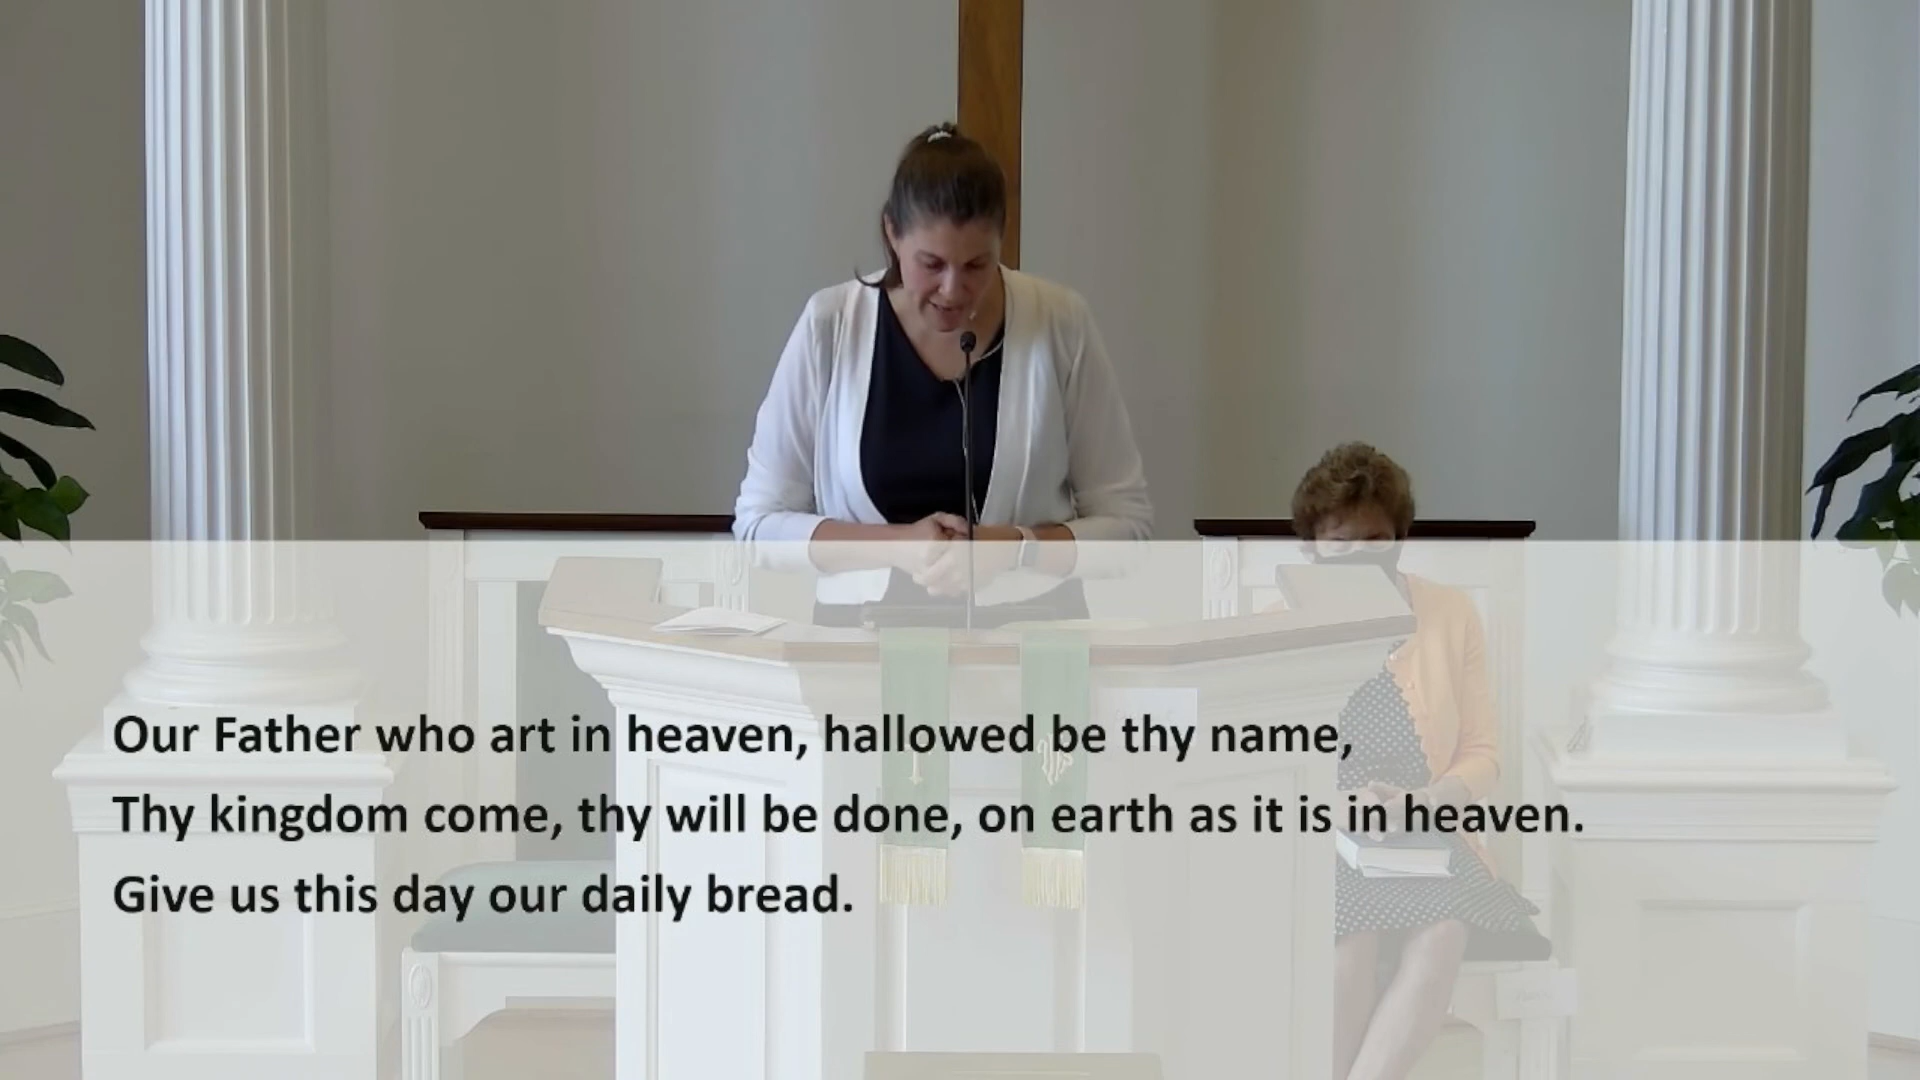 Our Father who art in heaven, hallowed be thy name,
Thy kingdom come, thy will be done, on earth as it is in heaven.
Give us this day our daily bread.